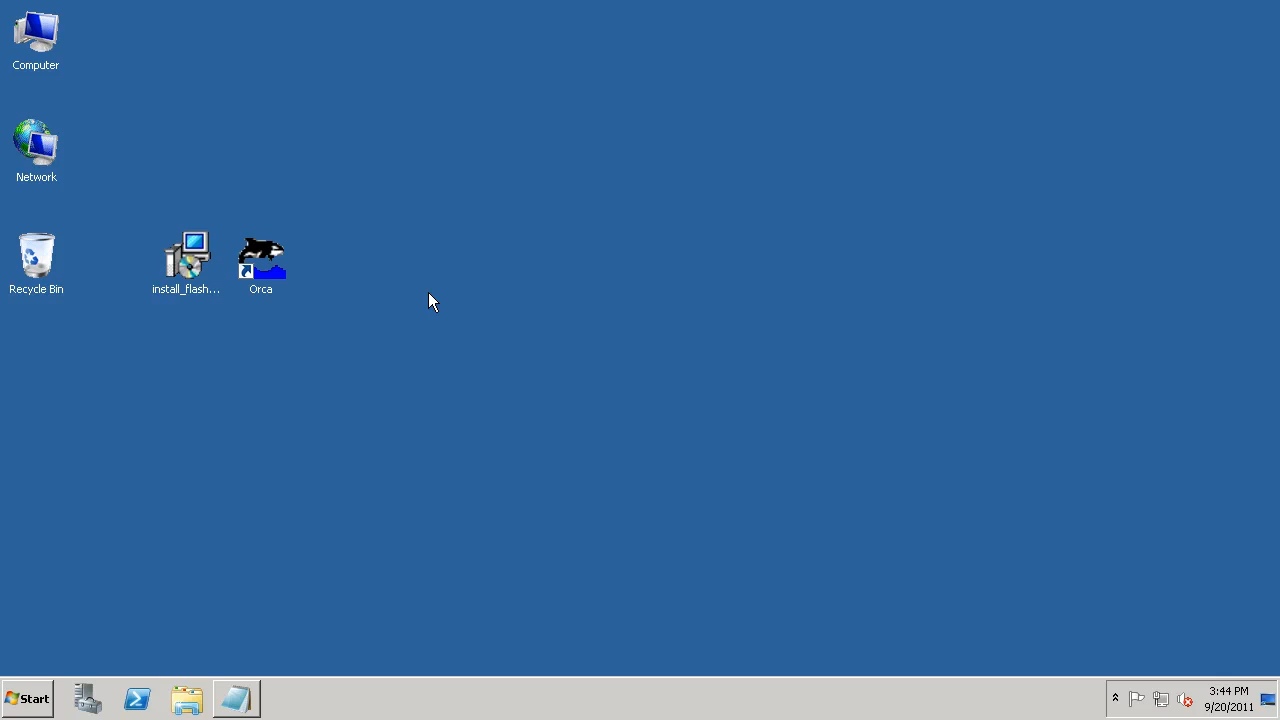 Computer
Network
Recycle Bin
install_flash...
Orca
Start
3:44 PM
9/20/2011